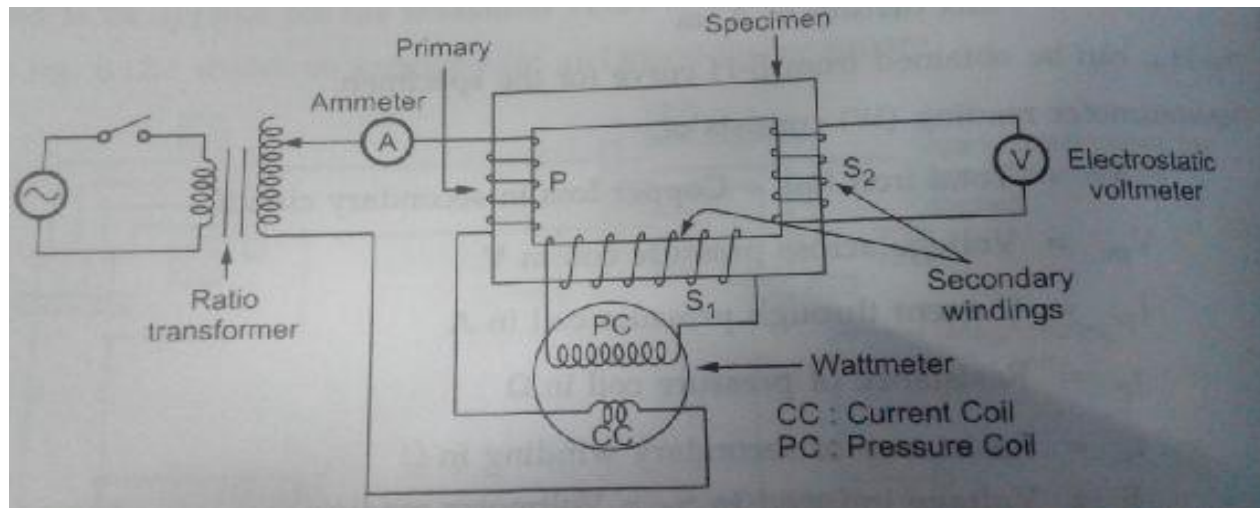 Specimen
Primary
Ammeter
A
P
S2
V
Electrostatic
voltmeter
Ratio
transformer
S1
Secondary
windings
PC
Wattmeter
CC
CC : Current Coil
PC : Pressure Coil